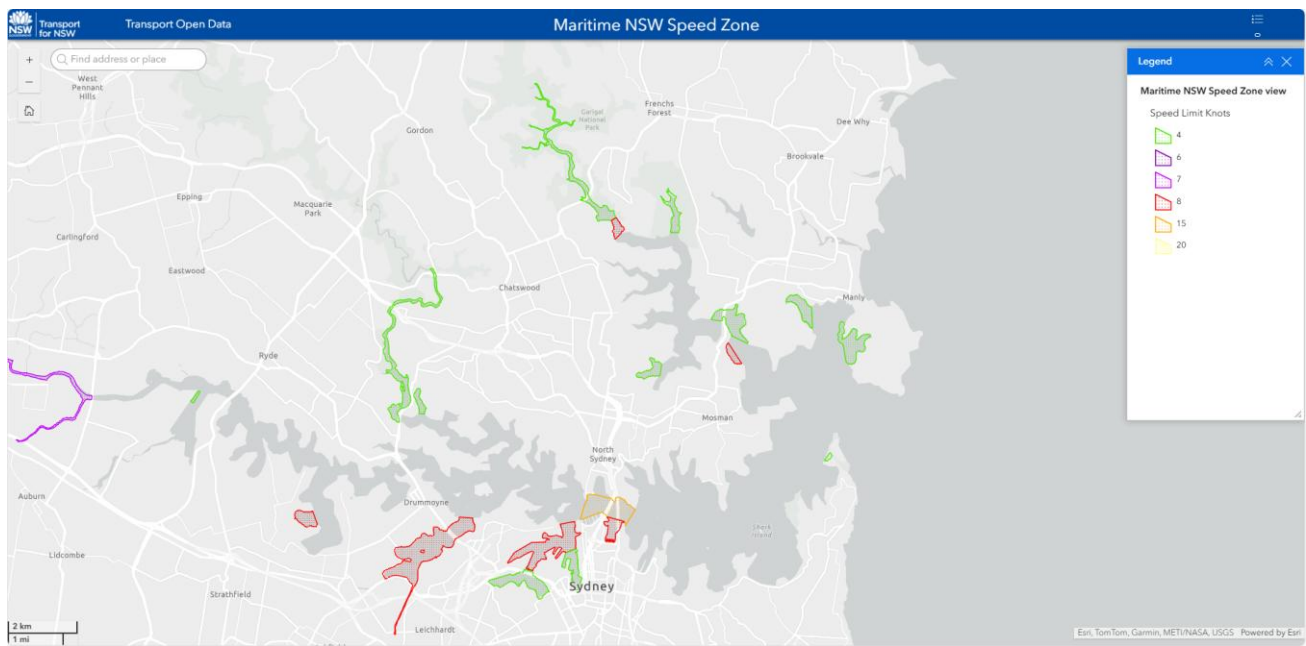 NSW
Transport
for NSW
Transport Open Data
Maritime NSW Speed Zone
+
Find address or place
−
West
Pennant
Hills
Garigal
National
Park
Frenchs
Forest
Gordon
Dee Why
Brookvale
Epping
Macquarie
Park
Carlingford
Eastwood
Chatswood
Manly
Ryde
Mosman
North
Sydney
Auburn
Drummoyne
Shark
Island
Lidcombe
Sydney
Strathfield
Leichhardt
2 km
1 mi
Legend
Maritime NSW Speed Zone view
Speed Limit Knots
4
6
7
8
15
20
Esri, TomTom, Garmin, METI/NASA, USGS Powered by Esri